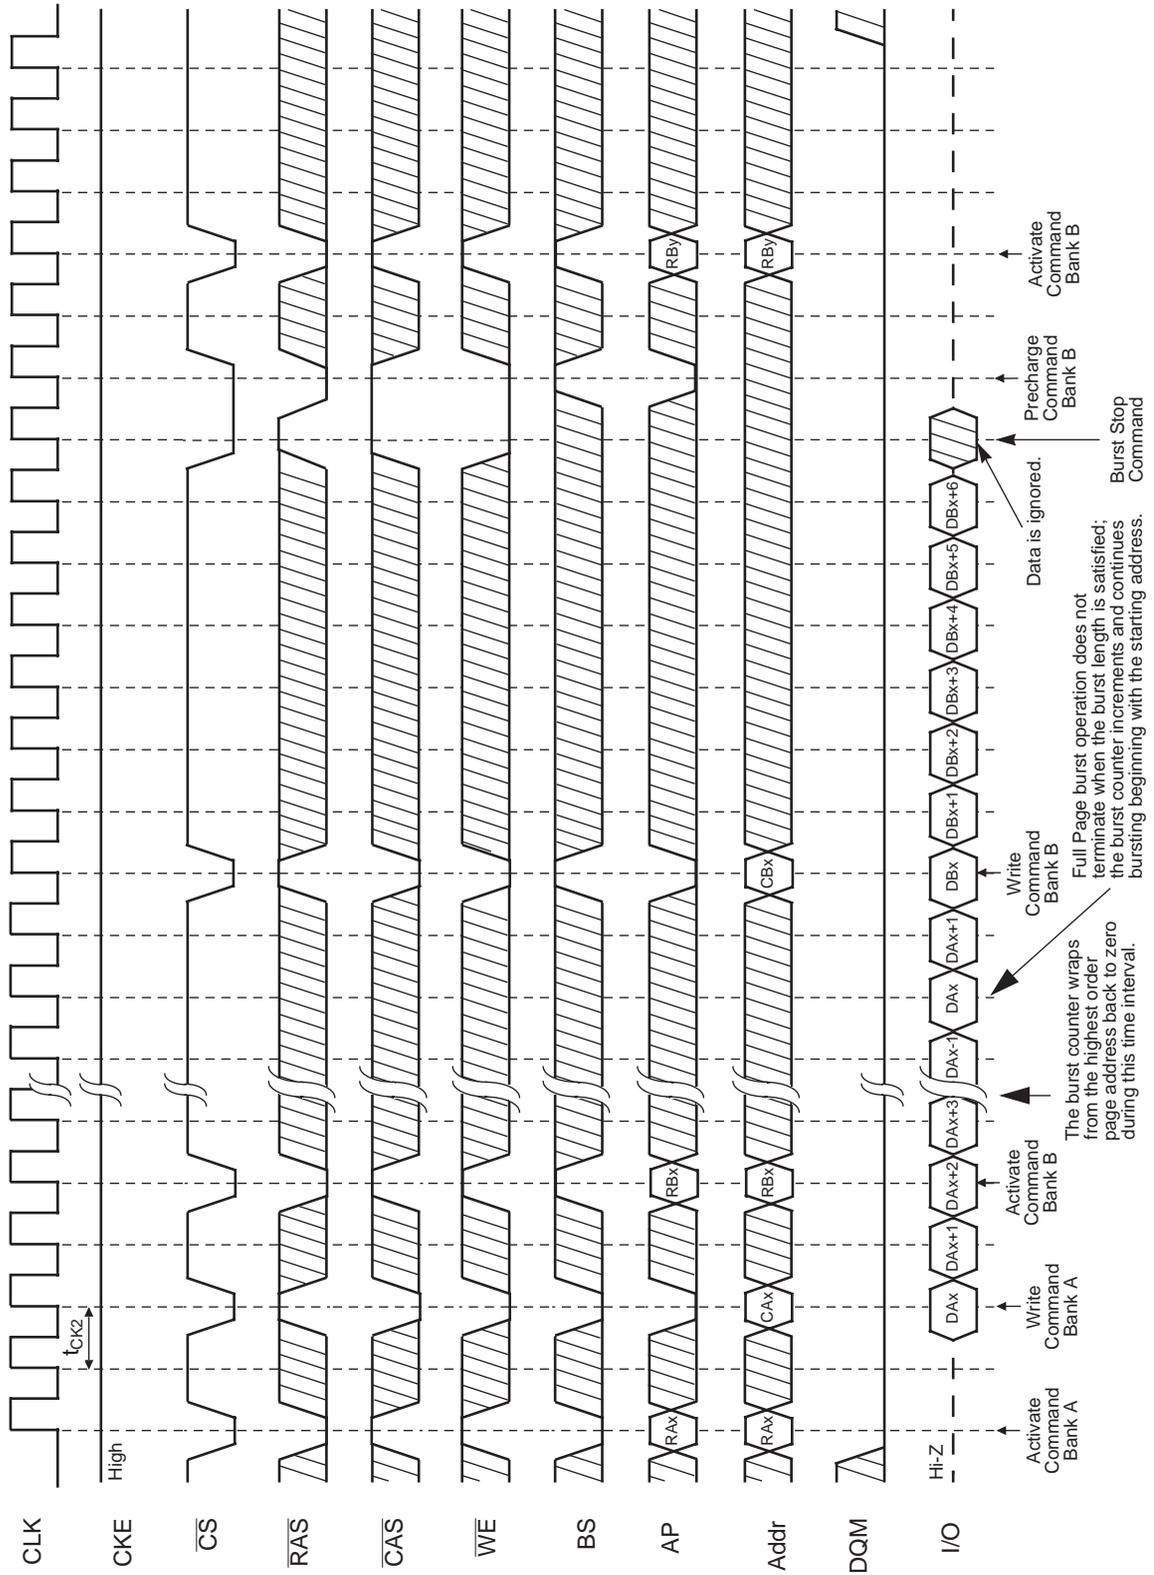 CLK
CKE
CS
RAS
CAS
WE
BS
AP
Addr
DQM
I/O
tCK2
High
RAx
RBx
RBy
RAx
CAx
RBx
CBx
RBy
Hi-Z
DAx
DAx+1
DAx+2
DAx+3
DAx-1
DAx
DAx+1
DBx
DBx+1
DBx+2
DBx+3
DBx+4
DBx+5
DBx+6
Activate
Command
Bank A
Write
Command
Bank A
Activate
Command
Bank B
The burst counter wraps
from the highest order
page address back to zero
during this time interval.
Write
Command
Bank B
Full Page burst operation does not
terminate when the burst length is satisfied;
the burst counter increments and continues
bursting beginning with the starting address.
Data is ignored.
Burst Stop
Command
Precharge
Command
Bank B
Activate
Command
Bank B